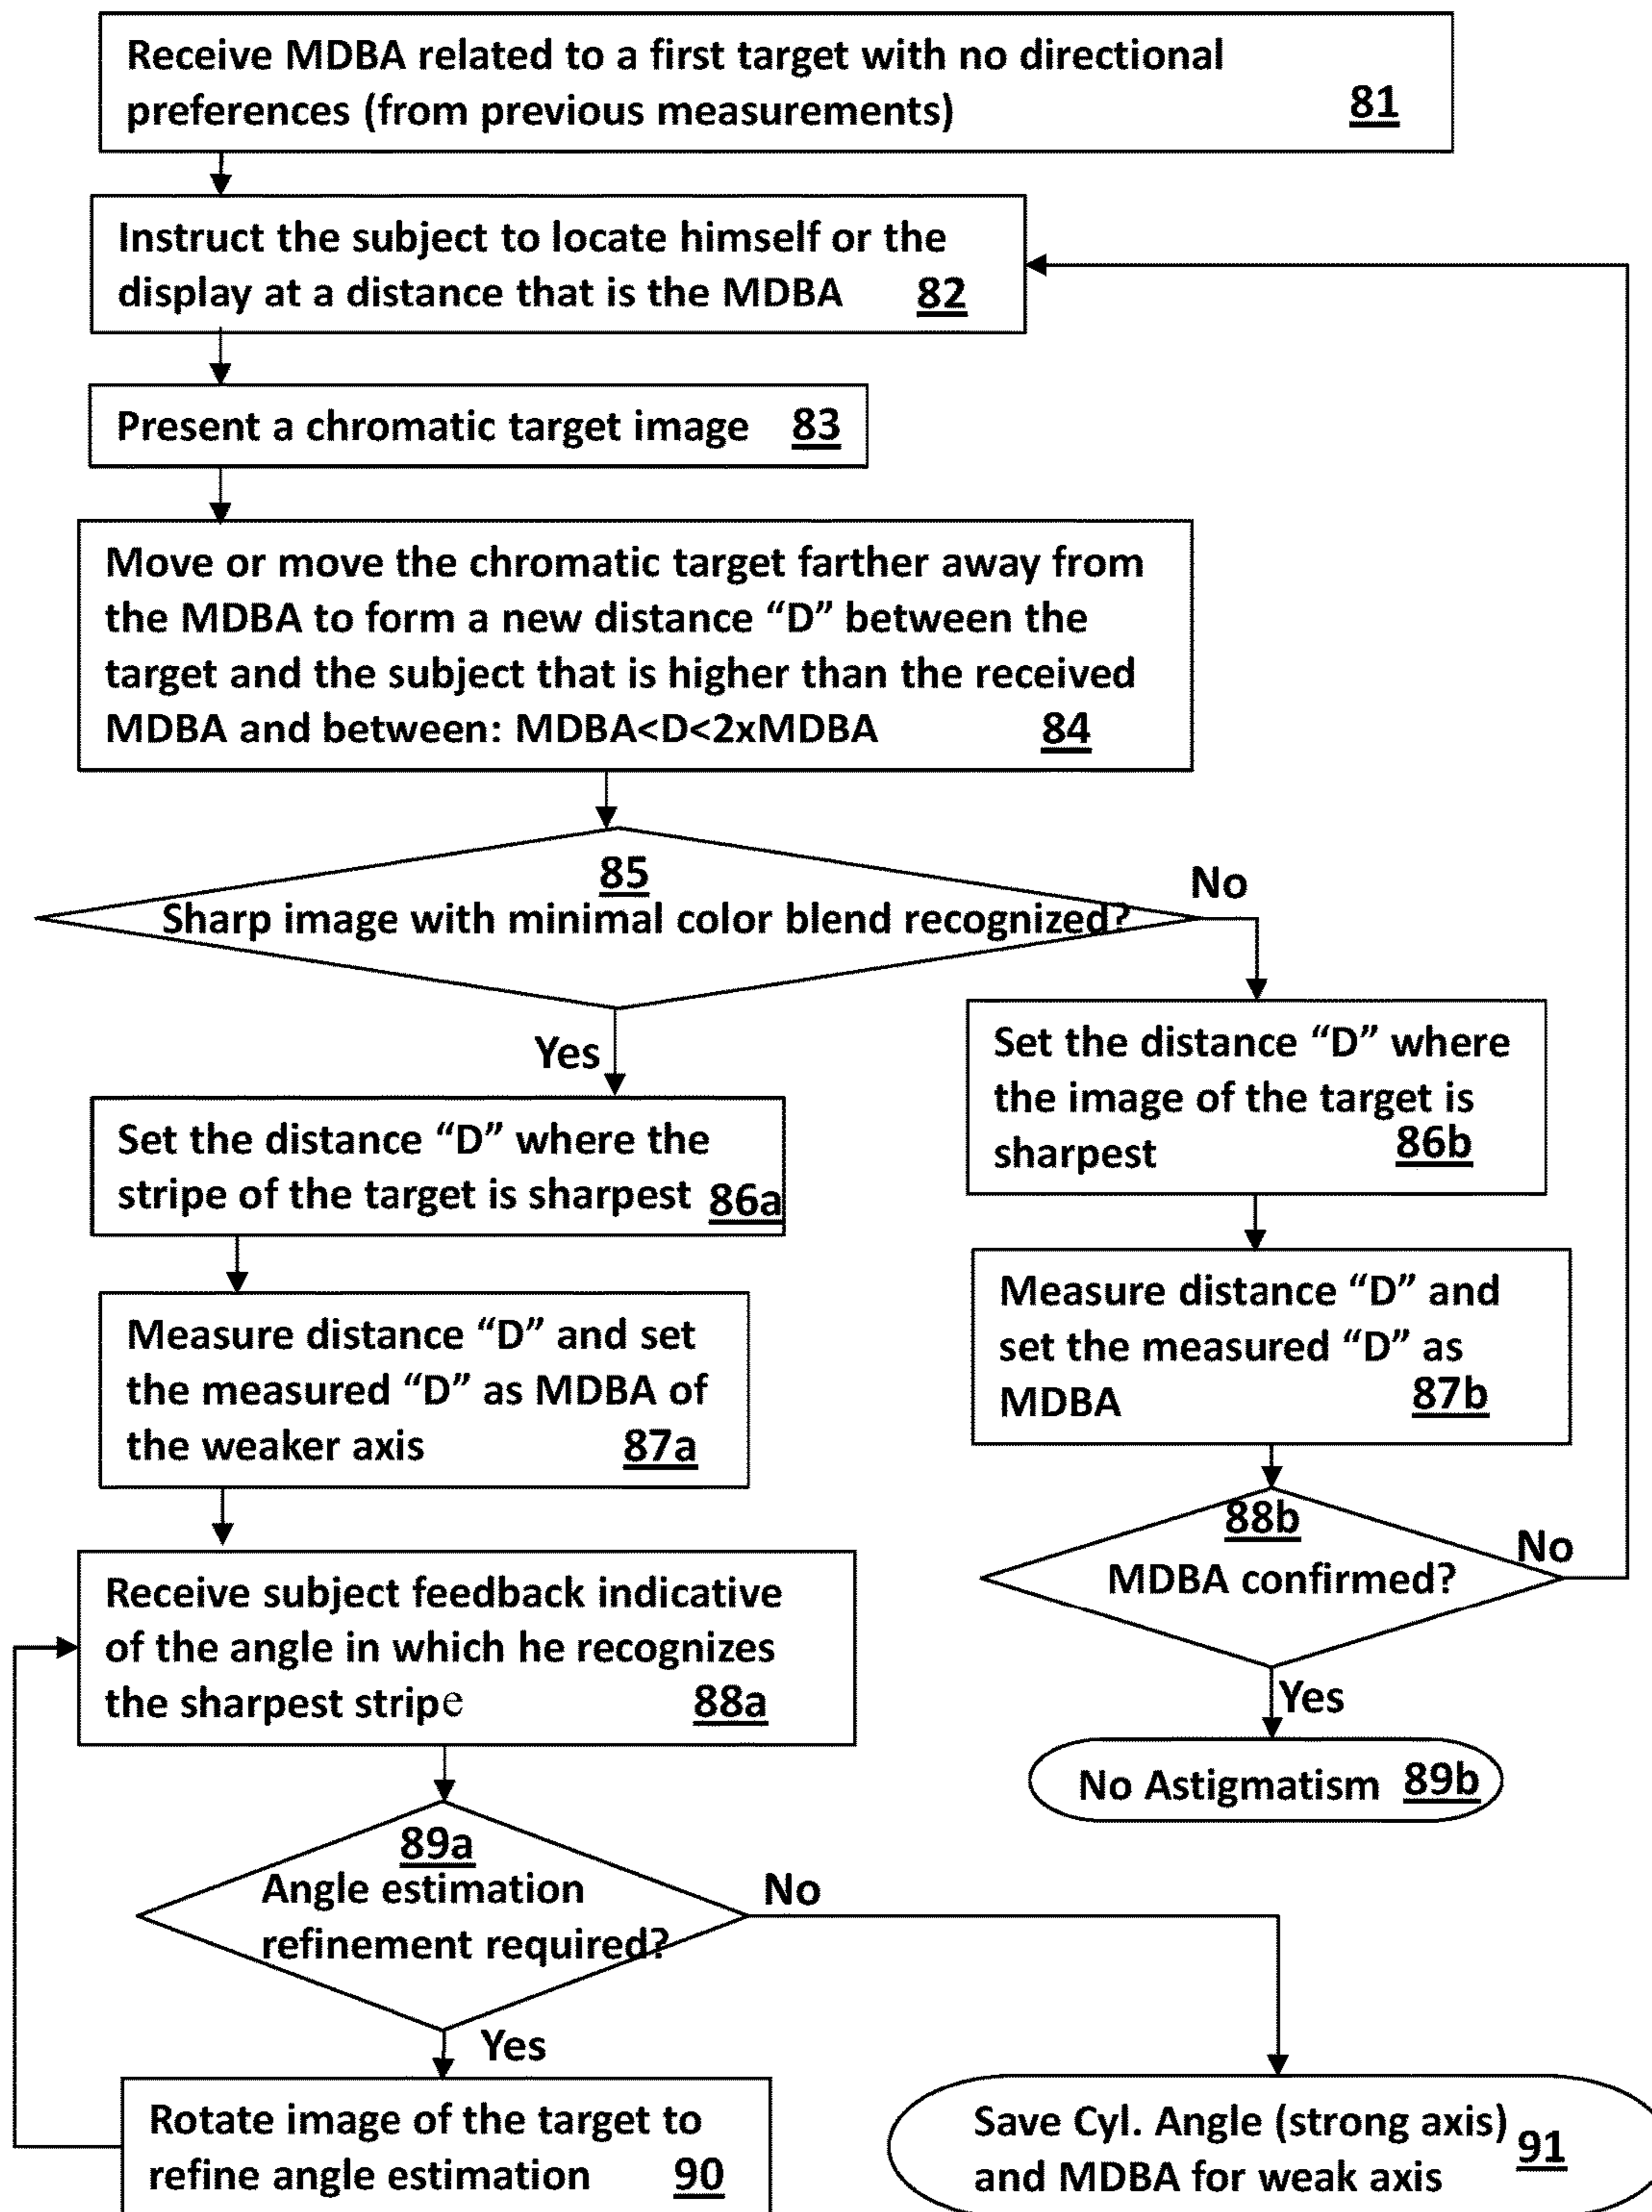 Receive MDBA related to a first target with no directional
preferences (from previous measurements) 81
Instruct the subject to locate himself or the
display at a distance that is the MDBA 82
Present a chromatic target image 83
Move or move the chromatic target farther away from
the MDBA to form a new distance “D” between the
target and the subject that is higher than the received
MDBA and between: MDBA<D<2xMDBA 84
85
Sharp image with minimal color blend recognized?
No
Yes
Set the distance “D” where the
stripe of the target is sharpest 86a
Measure distance “D” and set
the measured “D” as MDBA of
the weaker axis 87a
Receive subject feedback indicative
of the angle in which he recognizes
the sharpest stripe 88a
89a
Angle estimation
refinement required?
No
Yes
Rotate image of the target to
refine angle estimation 90
Set the distance “D” where
the image of the target is
sharpest 86b
Measure distance “D” and
set the measured “D” as
MDBA 87b
88b
MDBA confirmed?
No
Yes
No Astigmatism 89b
Save Cyl. Angle (strong axis)
and MDBA for weak axis 91